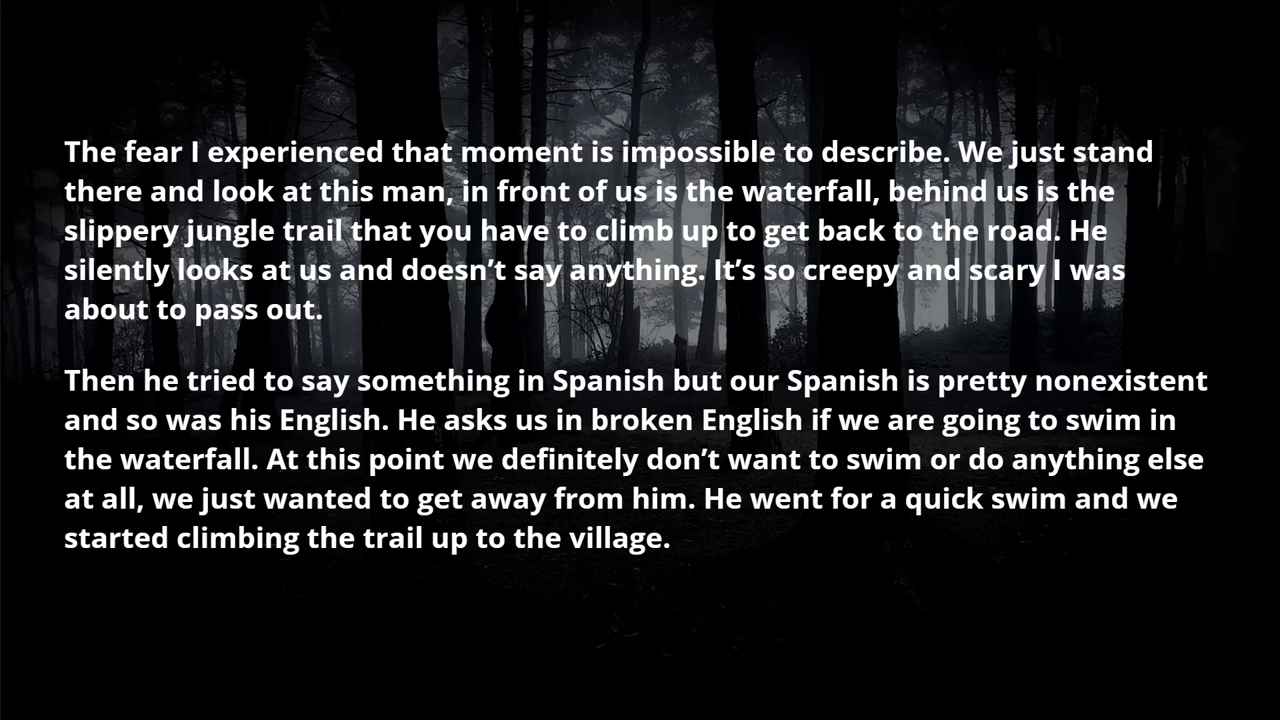 The fear I experienced that moment is impossible to describe. We just stand
there and look at this man, in front of us is the waterfall, behind us is the
slippery jungle trail that you have to climb up to get back to the road. He
silently looks at us and doesn’t say anything. It’s so creepy and scary I was
about to pass out.
Then he tried to say something in Spanish but our Spanish is pretty nonexistent
and so was his English. He asks us in broken English if we are going to swim in
the waterfall. At this point we definitely don’t want to swim or do anything else
at all, we just wanted to get away from him. He went for a quick swim and we
started climbing the trail up to the village.